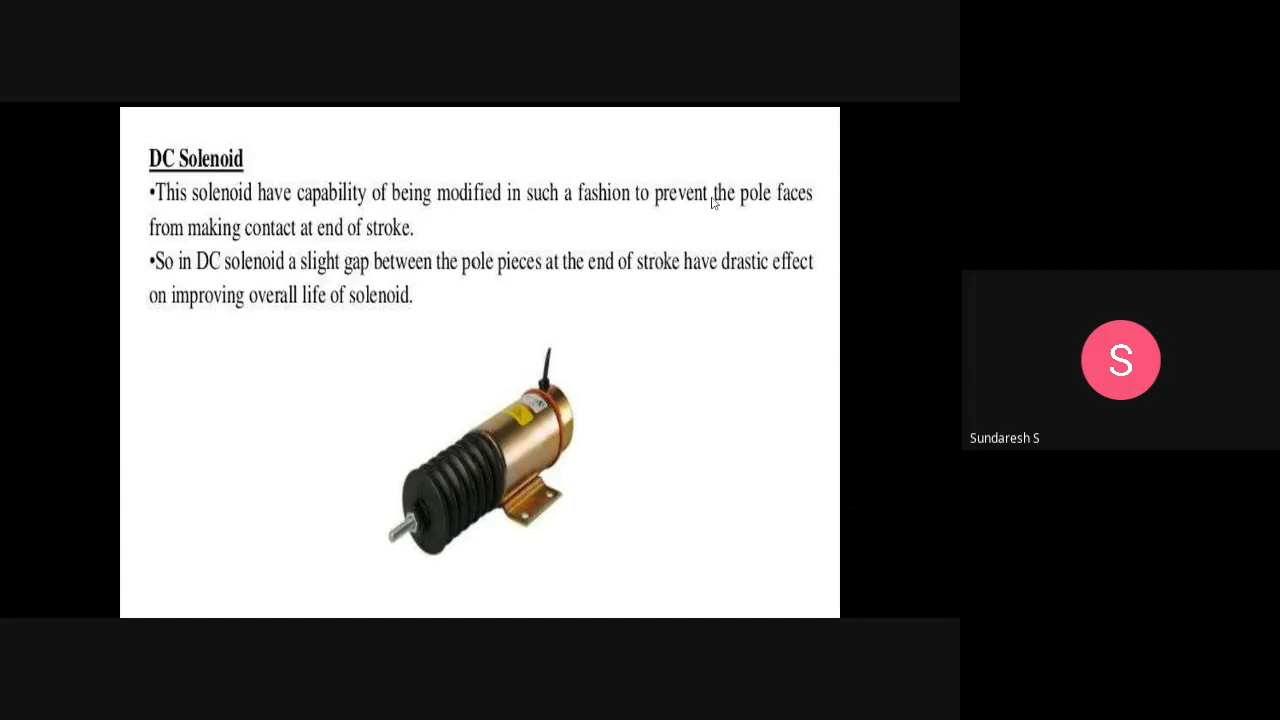 DC Solenoid
•This solenoid have capability of being modified in such a fashion to prevent the pole faces
from making contact at end of stroke.
•So in DC solenoid a slight gap between the pole pieces at the end of stroke have drastic effect
on improving overall life of solenoid.
S
Sundaresh S